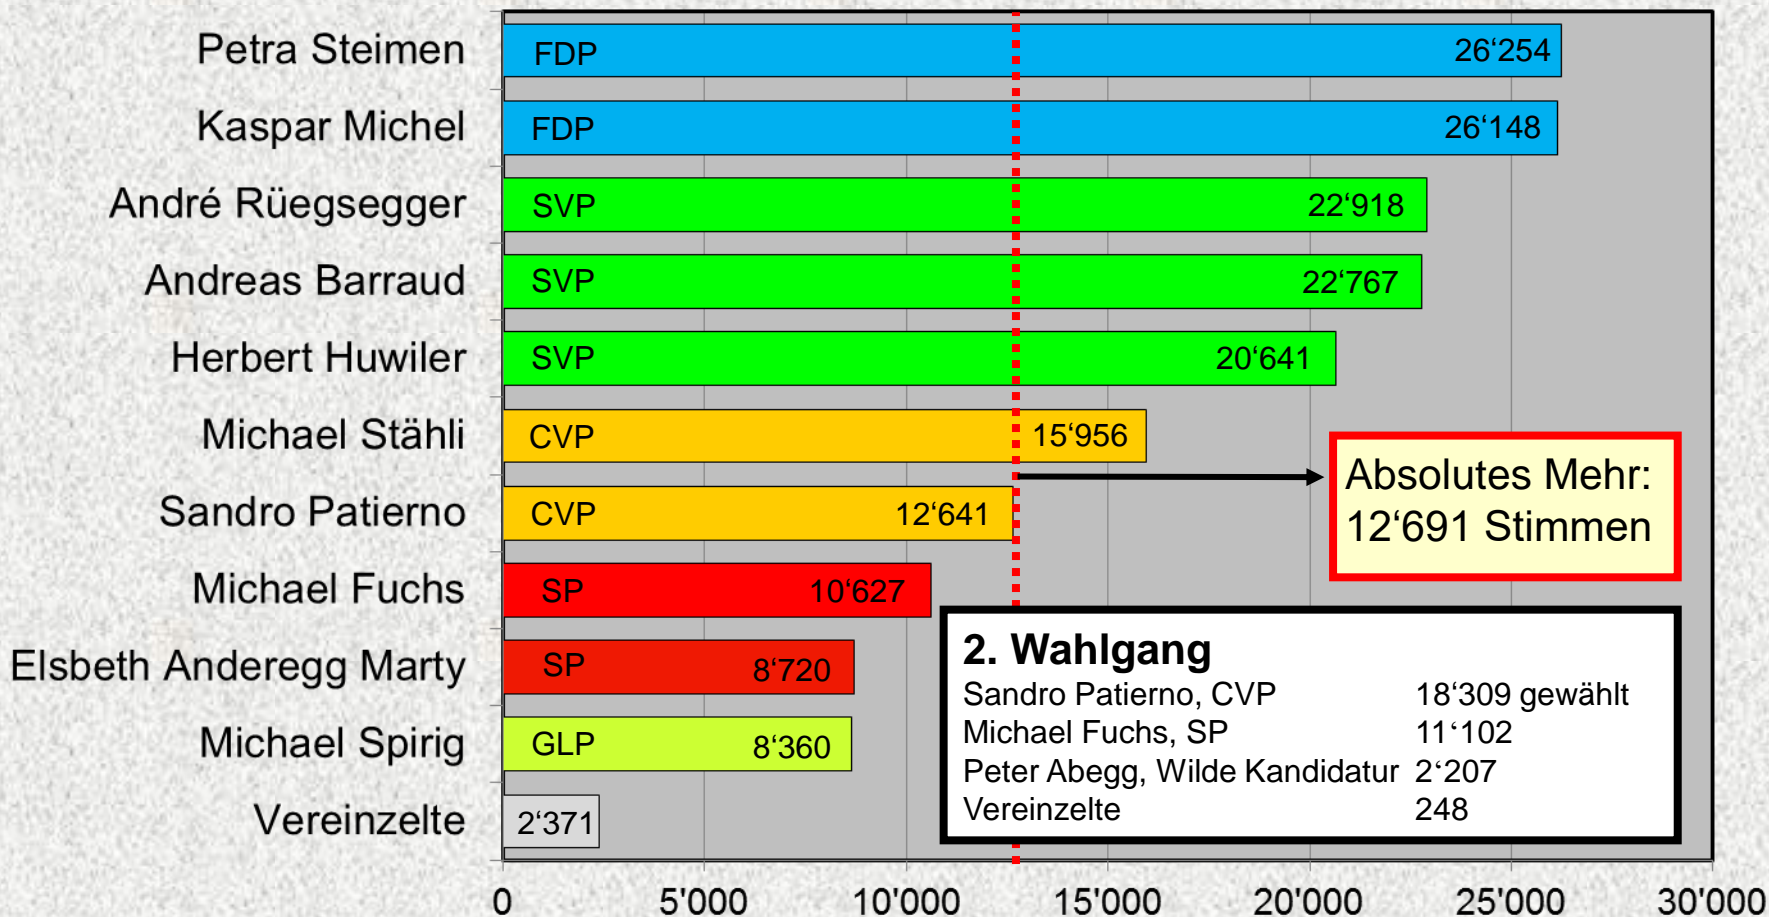 Petra Steimen FDP 26‘254
Kaspar Michel FDP 26‘148
André Rüegsegger SVP 22‘918
Andreas Barraud SVP 22‘767
Herbert Huwiler SVP 20‘641
Michael Stähli CVP 15‘956
Absolutes Mehr:
12‘691 Stimmen
Sandro Patierno CVP 12‘641
Michael Fuchs SP 10‘627
Elsbeth Anderegg Marty SP 8‘720
Michael Spirig GLP 8‘360
Vereinzelte 2‘371
2. Wahlgang
Sandro Patierno, CVP 18‘309 gewählt
Michael Fuchs, SP 11‘102
Peter Abegg, Wilde Kandidatur 2‘207
Vereinzelte 248
0 5'000 10'000 15'000 20'000 25'000 30'000